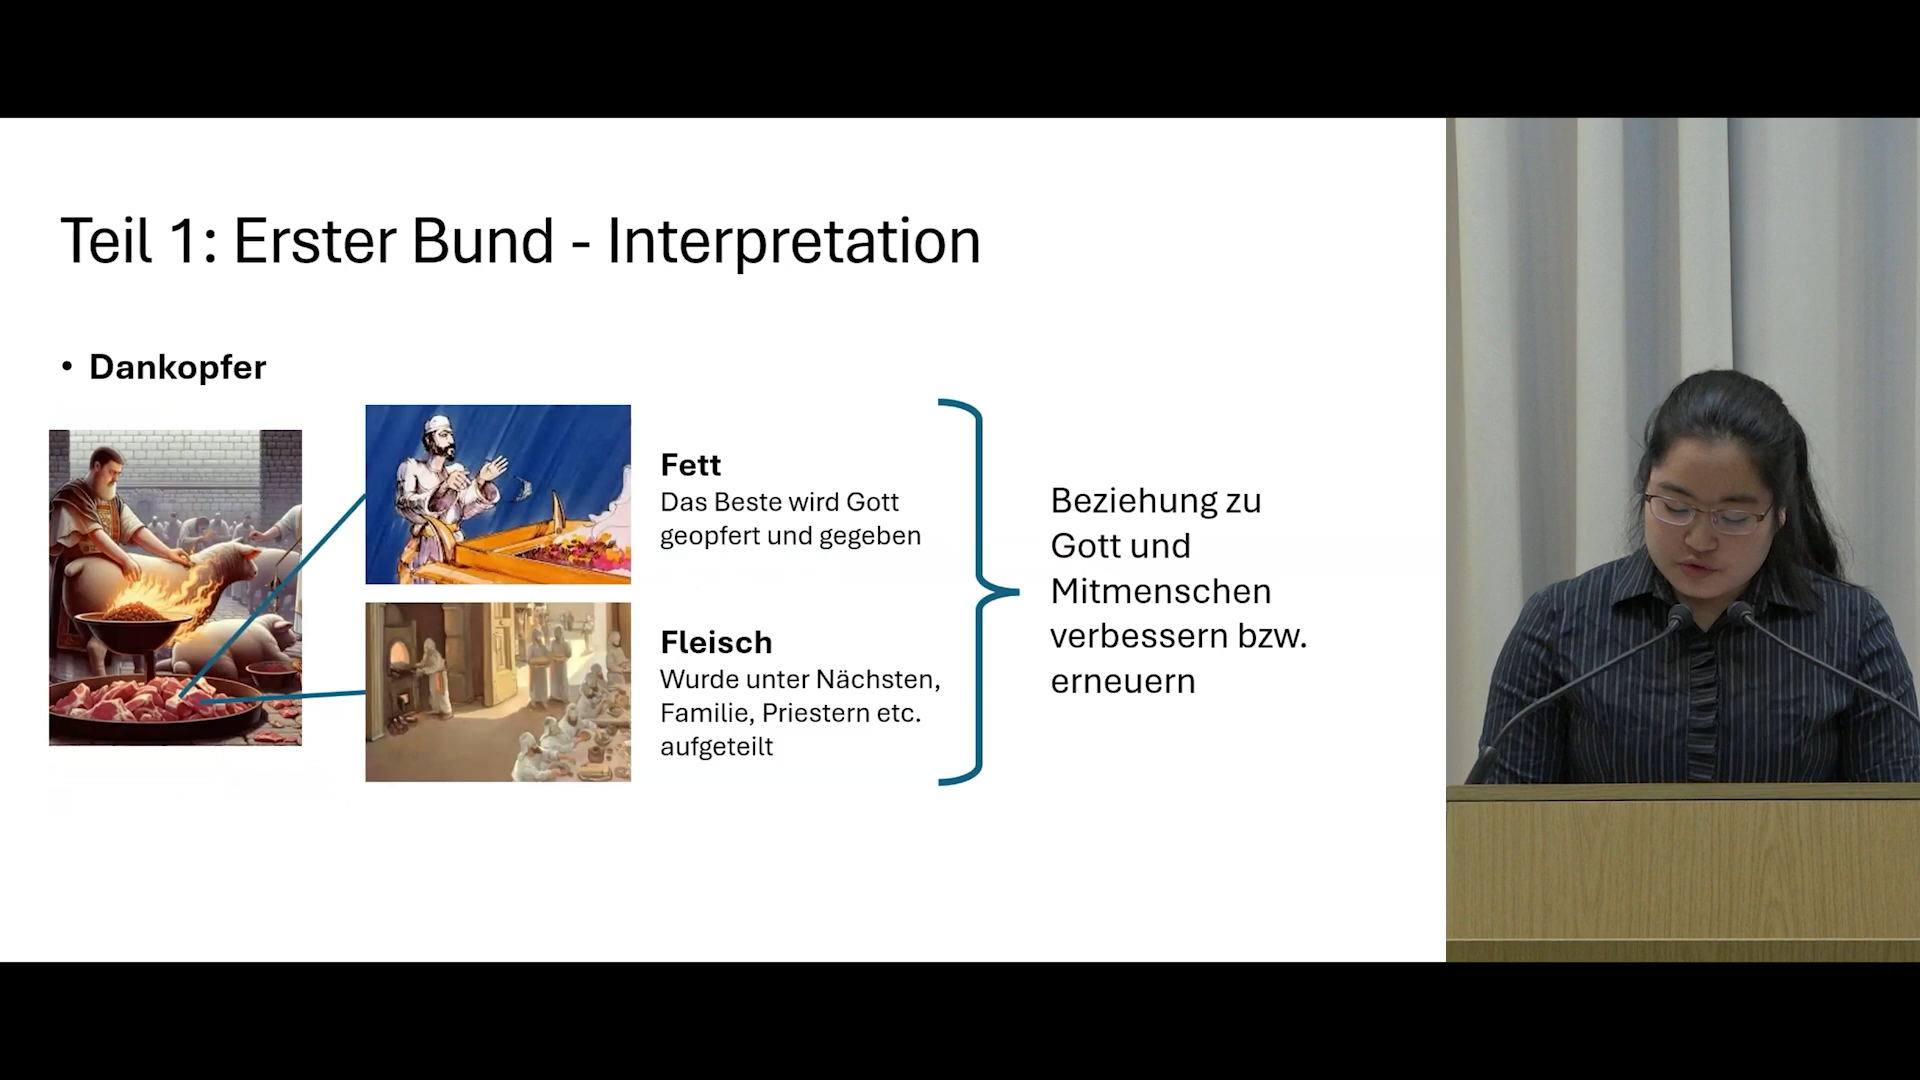 Teil 1: Erster Bund - Interpretation
• Dankopfer
Fett
Das Beste wird Gott
geopfert und gegeben
Fleisch
Wurde unter Nächsten,
Familie, Priestern etc.
aufgeteilt
Beziehung zu
Gott und
Mitmenschen
verbessern bzw.
erneuern